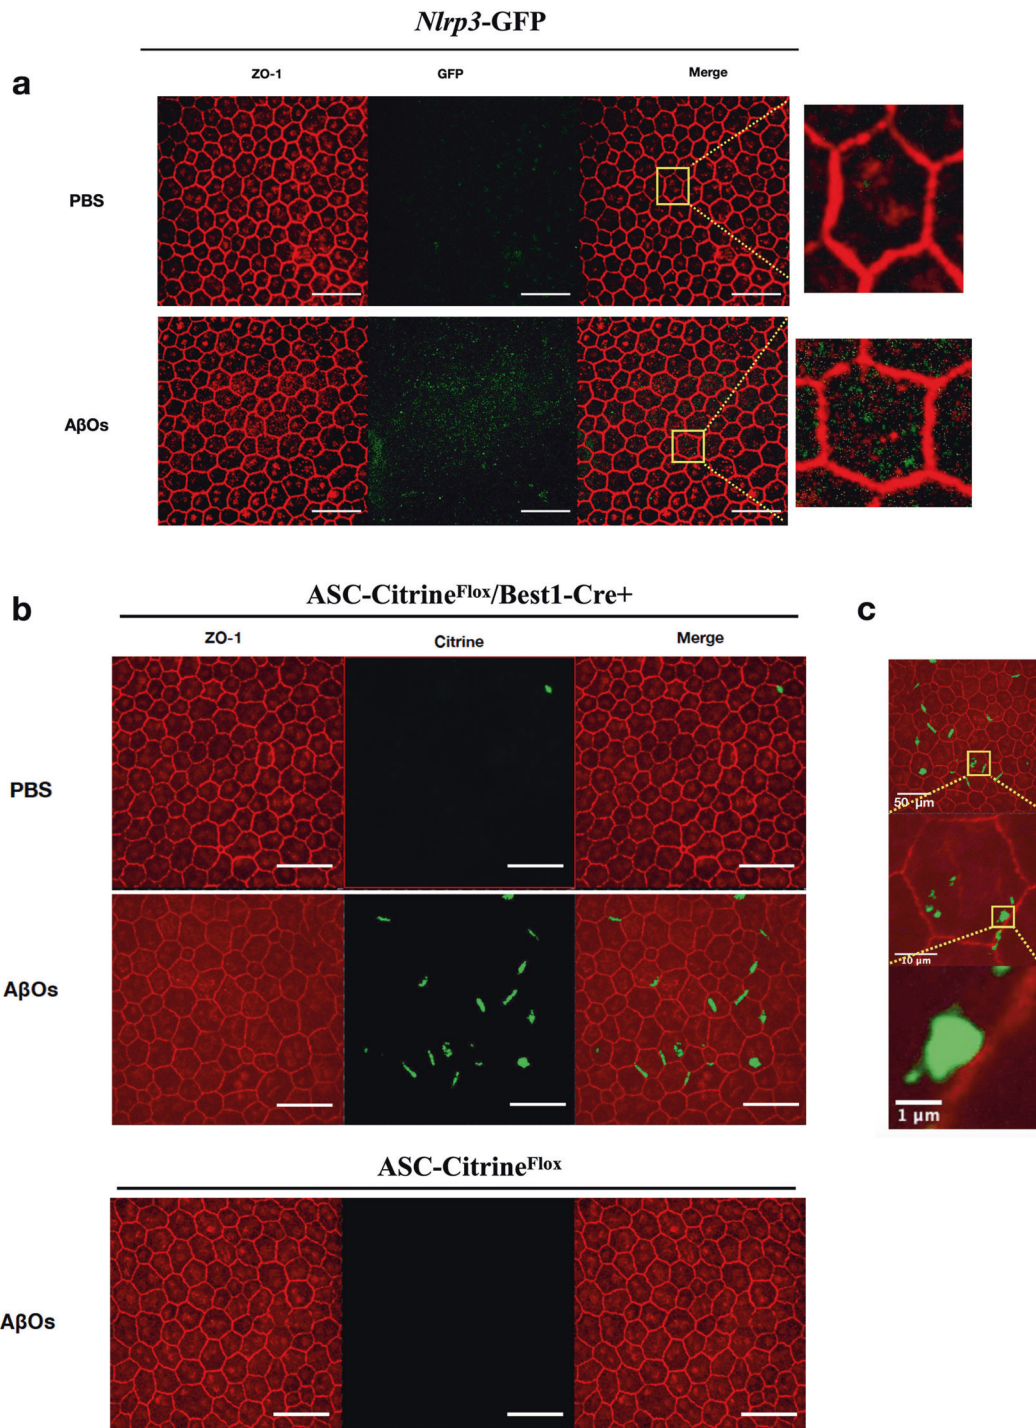 Nlrp3-GFP
a
ZO-1 GFP Merge
PBS
AβOs
b
ASC-CitrineFlox/Best1-Cre+
c
ZO-1 Citrine Merge
PBS
50 μm
AβOs
10 μm
1 μm
ASC-CitrineFlox
AβOs